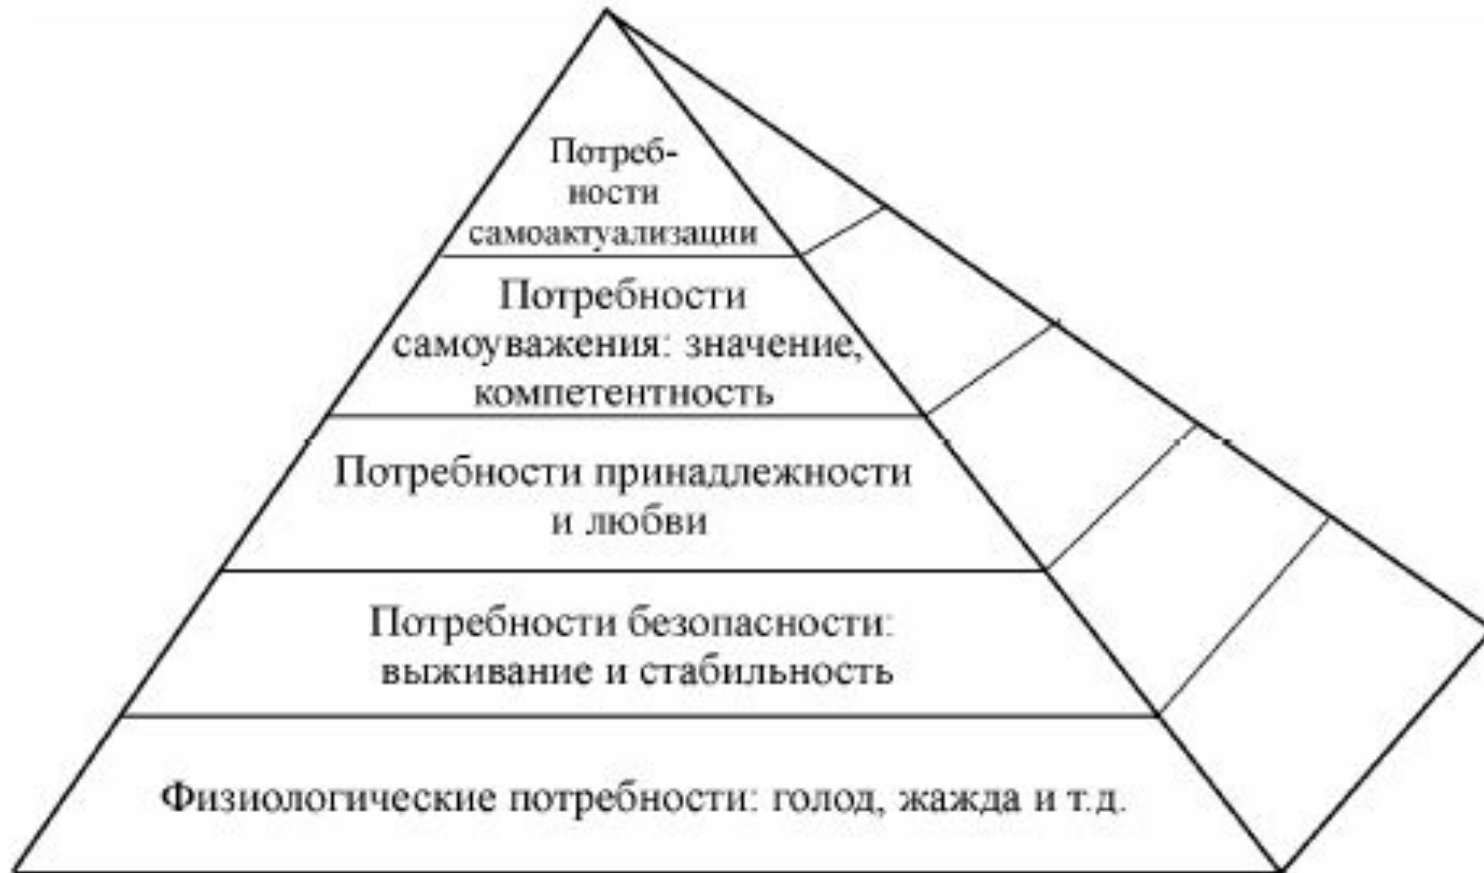 Потреб-
ности
самоактуализации
Потребности
самоуважения: значение,
компетентность
Потребности принадлежности
и любви
Потребности безопасности:
выживание и стабильность
Физиологические потребности: голод, жажда и т.д.